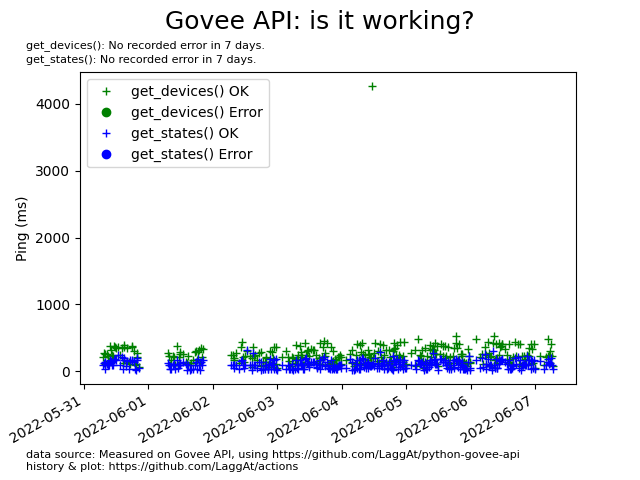 Govee API: is it working?
get_devices(): No recorded error in 7 days.
get_states(): No recorded error in 7 days.
get_devices() OK
get_devices() Error
get_states() OK
get_states() Error
Ping (ms)
4000
3000
2000
1000
0
2022-05-31
2022-06-01
2022-06-02
2022-06-03
2022-06-04
2022-06-05
2022-06-06
2022-06-07
data source: Measured on Govee API, using https://github.com/LaggAt/python-govee-api
history & plot: https://github.com/LaggAt/actions